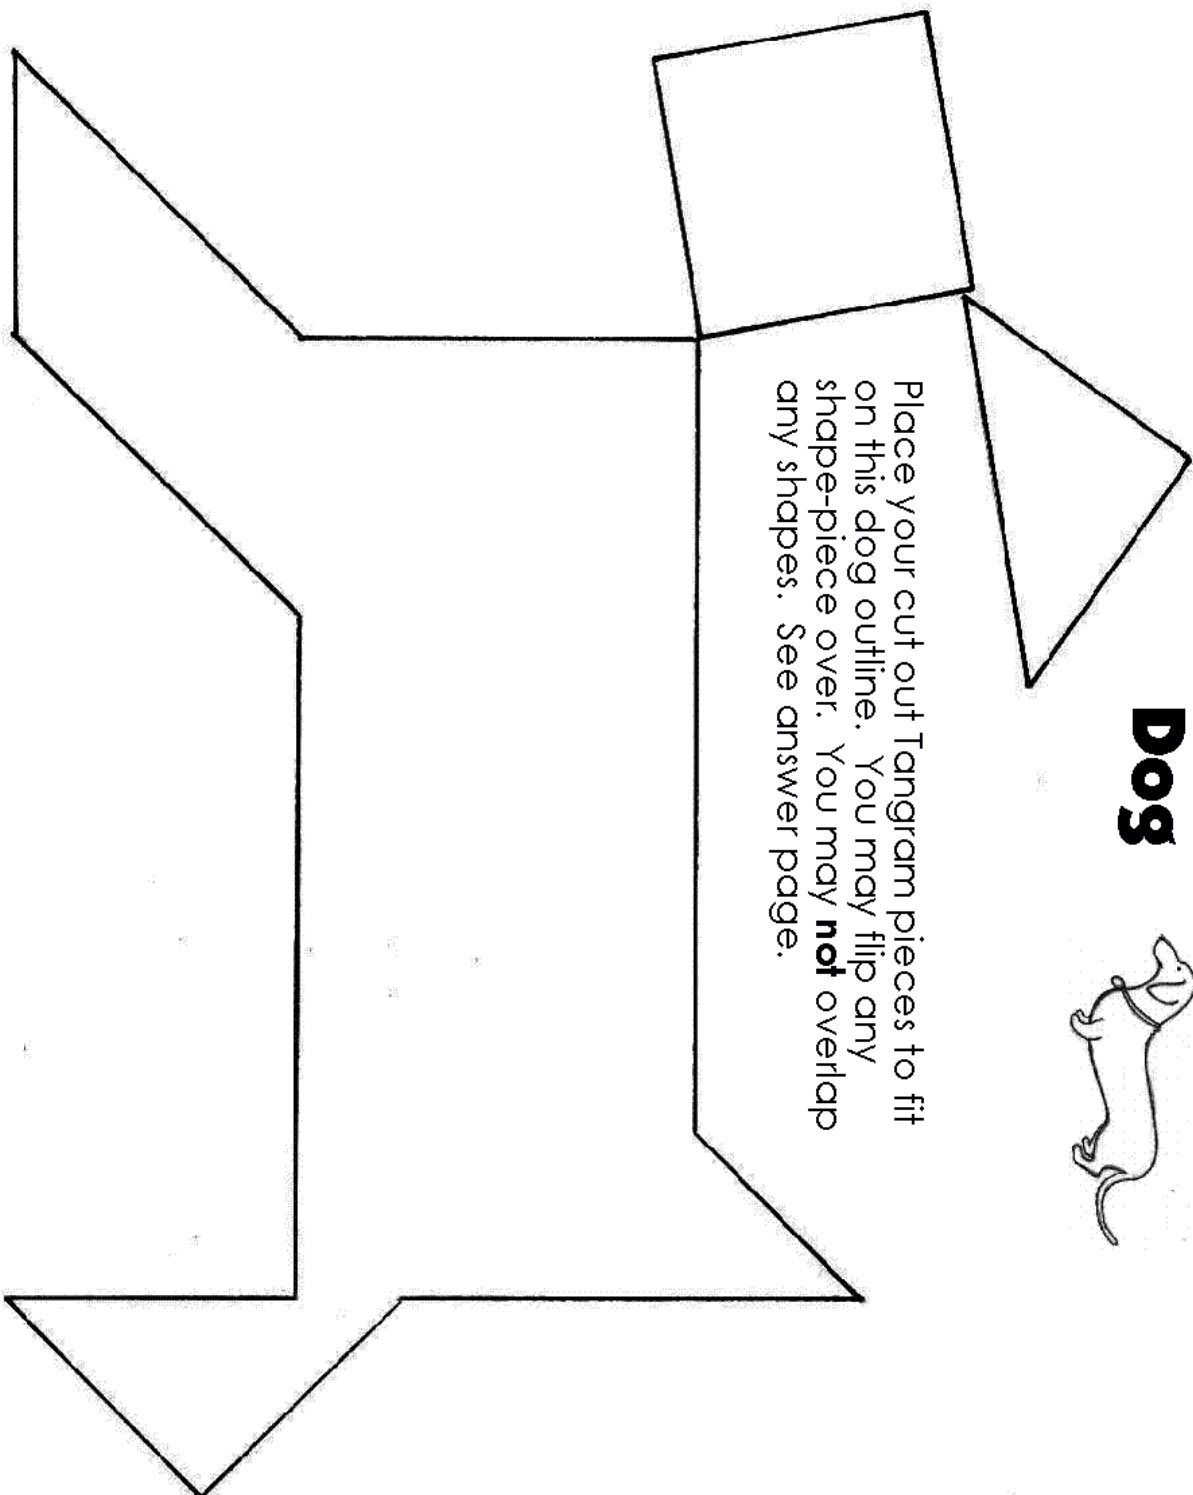 Dog
Place your cut out Tangram pieces to fit
on this dog outline. You may flip any
shape-piece over. You may not overlap
any shapes. See answer page.